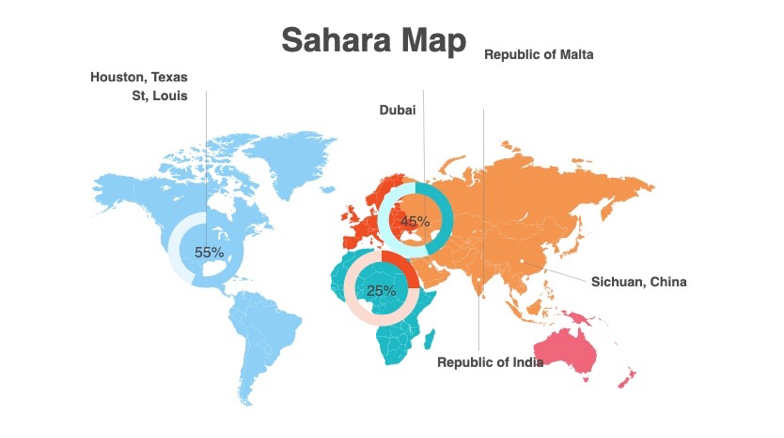 Sahara Map
Republic of Malta
Houston, Texas
St, Louis
Dubai
45%
55%
25%
Sichuan, China
Republic of India